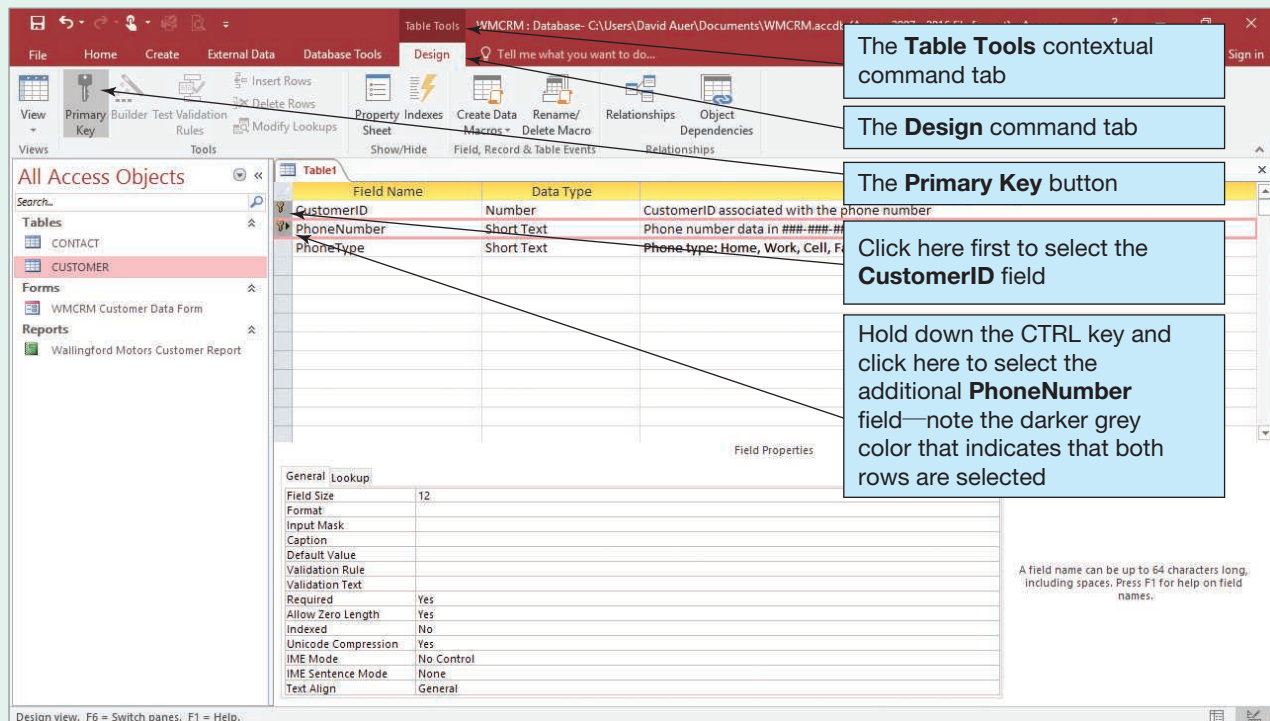 Table Tools
WMCRM : Database- C:\Users\David Auer\Documents\WMCRM.accdb
?
File Home Create External Data Database Tools Design Tell me what you want to do...
Sign in
View
Primary Key
Builder
Test Validation Rules
Insert Rows
Delete Rows
Modify Lookups
Property Sheet
Indexes
Create Data Macros
Rename/ Delete Macro
Relationships
Object Dependencies
Views
Tools
Show/Hide
Field, Record & Table Events
Relationships
All Access Objects
Search...
Tables
CONTACT
CUSTOMER
Forms
WMCRM Customer Data Form
Reports
Wallingford Motors Customer Report
Table1
Field Name Data Type
CustomerID Number CustomerID associated with the phone number
PhoneNumber Short Text Phone number data in ###-###-
PhoneType Short Text Phone type: Home, Work, Cell,
Field Properties
General Lookup
Field Size 12
Format
Input Mask
Caption
Default Value
Validation Rule
Validation Text
Required Yes
Allow Zero Length Yes
Indexed No
Unicode Compression Yes
IME Mode No Control
IME Sentence Mode None
Text Align General
A field name can be up to 64 characters long,
including spaces. Press F1 for help on field
names.
Design view. F6 = Switch panes. F1 = Help.
The Table Tools contextual
command tab
The Design command tab
The Primary Key button
Click here first to select the
CustomerID field
Hold down the CTRL key and
click here to select the
additional PhoneNumber
field—note the darker grey
color that indicates that both
rows are selected